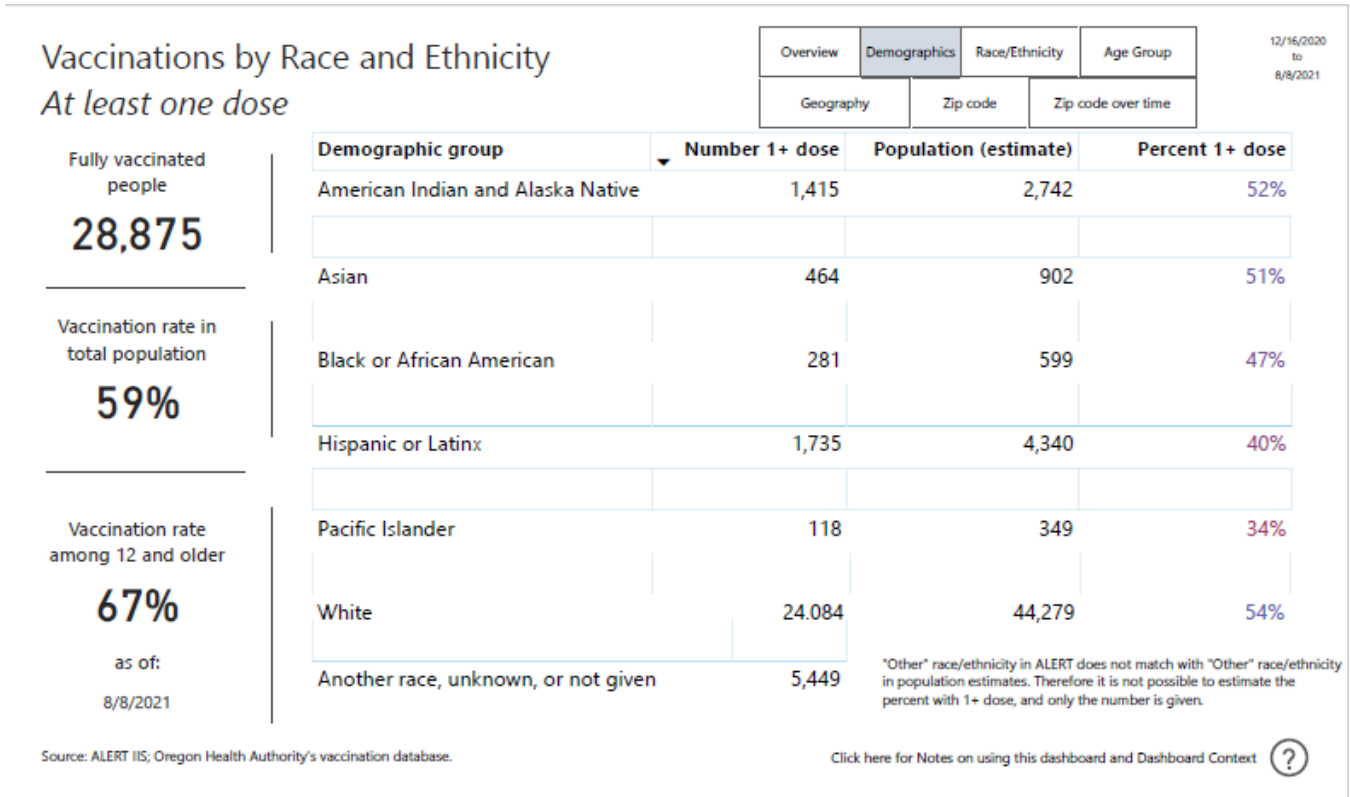 Vaccinations by Race and Ethnicity
At least one dose
Overview Demographics Race/Ethnicity Age Group
Geography Zip code Zip code over time
12/16/2020
to
8/8/2021
Fully vaccinated
people
28,875
Vaccination rate in
total population
59%
Vaccination rate
among 12 and older
67%
as of:
8/8/2021
Demographic group Number 1+ dose Population (estimate) Percent 1+ dose
American Indian and Alaska Native 1,415 2,742 52%
Asian 464 902 51%
Black or African American 281 599 47%
Hispanic or Latinx 1,735 4,340 40%
Pacific Islander 118 349 34%
White 24.084 44,279 54%
Another race, unknown, or not given 5,449
"Other" race/ethnicity in ALERT does not match with "Other" race/ethnicity
in population estimates. Therefore it is not possible to estimate the
percent with 1+ dose, and only the number is given.
Source: ALERT IIS; Oregon Health Authority's vaccination database.
Click here for Notes on using this dashboard and Dashboard Context ?